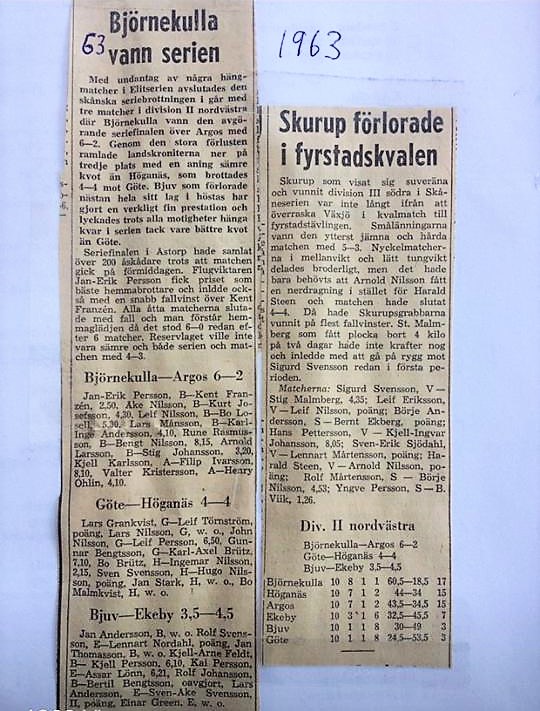 63
Björnekulla
vann serien
Med undantag av några häng-
matcher i Elitserien avslutades den
skånska seriebrottningen i går med
tre matcher i division II nordvästra
där Björnekulla vann den avgö-
rande seriefinalen över Argos med
6—2. Genom den stora förlusten
ramlade landskroniterna ner på
tredje plats med en aning sämre
kvot än Höganäs, som brottades
4—4 mot Göte. Bjuv som förlorade
nästan hela sitt lag i höstas har
gjort en verkligt fin prestation och
lyckades trots alla motigheter hänga
kvar i serien tack vare bättre kvot
än Göte.
Seriefinalen i Åstorp hade samlat
över 200 åskådare trots att matchen
gick på förmiddagen. Flugviktaren
Jan-Erik Persson fick priset som
bäste hemmabrottare och inldde ock-
så med en snabb fallvinst över Kent
Franzén. Alla åtta matcherna sluta-
de med fall och man förstår hem-
maglädjen då det stod 6—0 redan ef-
ter 6 matcher. Reservlaget ville inte
vara sämre och både serien och mat-
chen med 4—3.
Björnekulla—Argos 6—2
Jan-Erik Persson, B—Kent Fran-
zén, 2,50, Åke Nilsson, B—Kurt Jo-
sefsson, 4,30, Leif Nilsson, B—Bo Lo-
sell, 5,30, Lars Månsson, B—Karl-
Inge Andersson, 4,10, Rune Rasmus-
son, B—Bengt Nilsson, 8,15, Arnold
Larsson, B—Stig Johansson, 3,20,
Kjell Karlsson, A—Filip Ivarsson,
8,10, Valter Kristersson, A—Henry
Öhlin, 4,10.
Göte—Höganäs 4—4
Lars Grankvist, G—Leif Törnström,
poäng, Lars Nilsson, G, w. o., John
Nilsson, G—Leif Persson, 6,50, Gun-
nar Bengtsson, G—Karl-Axel Brütz,
7,10, Bo Brütz, H—Ingemar Nilsson,
2,15, Sven Svensson, H—Hugo Nils-
son, poäng, Jan Stark, H, w. o., Bo
Malmkvist, H, w. o.
Bjuv—Ekeby 3,5—4,5
Jan Andersson, B, w. o. Rolf Svens-
son, E—Lennart Nordahl, poäng, Jan
Thomasson, B, w. o. Kjell-Arne Feldt,
B— Kjell Persson, 6,10, Kai Persson,
E—Assar Lönn, 6,21, Rolf Johansson,
B—Bertil Bengtsson, oavgjort, Lars
Andersson, E—Sven-Åke Svensson,
II, poäng, Einar Green, E, w. o.
1963
Skurup förlorade
i fyrstadskvalen
Skurup som visat sig suveräna
och vunnit division III södra i Skå-
neserien var inte långt ifrån att
överraska Växjö i kvalmatch till
fyrstadstävlingen. Smålänningarna
vann den ytterst jämna och hårda
matchen med 5—3. Nyckelmatcher-
na i mellanvikt och lätt tungvikt
delades broderligt, men det hade
bara behövts att Arnold Nilsson fått
en nerdragning i stället för Harald
Steen och matchen hade slutat
4—4. Då hade Skurupsgrabbarna
vunnit på flest fallvinster. St. Malm-
berg som fått plocka bort 4 kilo
på två dagar hade inte krafter nog
och inledde med att gå på rygg mot
Sigurd Svensson redan i första pe-
rioden.
Matcherna: Sigurd Svensson, V—
Stig Malmberg, 4,35; Leif Eriksson,
V—Leif Nilsson, poäng; Börje An-
dersson, S—Bernt Ekberg, poäng;
Hans Pettersson, V—Kjell-Ingvar
Johansson, 8,05; Sven-Erik Sjödahl,
V—Lennart Mårtensson, poäng; Ha-
rald Steen, V—Arnold Nilsson, po-
äng; Rolf Mårtensson, S — Börje
Nilsson, 4,53; Yngve Persson, S—B.
Viik, 1,26.
Div. II nordvästra
Björnekulla—Argos 6—2
Göte—Höganäs 4—4
Bjuv—Ekeby 3,5—4,5
Björnekulla 10 8 1 1 60,5—18,5 17
Höganäs 10 7 1 2 44—34 15
Argos 10 7 1 2 43,5—34,5 15
Ekeby 10 3 1 6 32,5—45,5 7
Bjuv 10 1 1 8 30—49 3
Göte 10 1 1 8 24,5—53,5 3